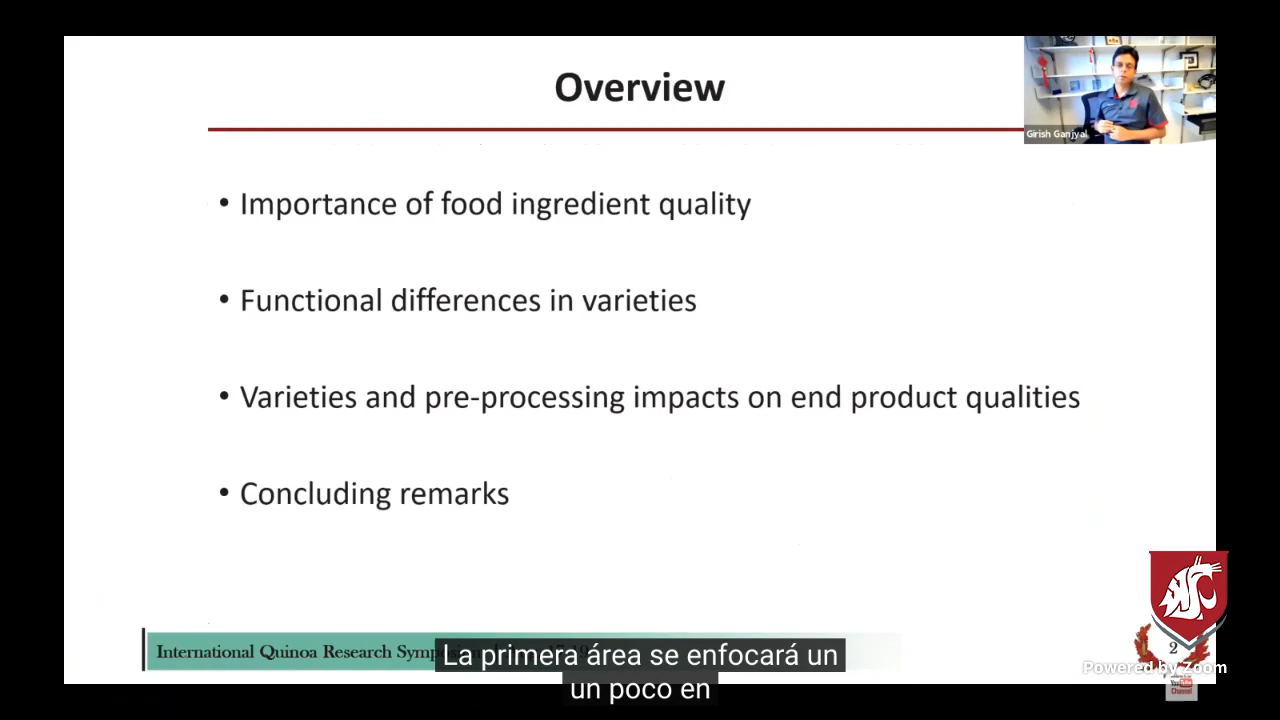 Overview
Girish Ganjyal
• Importance of food ingredient quality
• Functional differences in varieties
• Varieties and pre-processing impacts on end product qualities
• Concluding remarks
International Quinoa Research
La primera área se enfocará un
un poco en
2
Powered by Zoom
YouTube
Channel